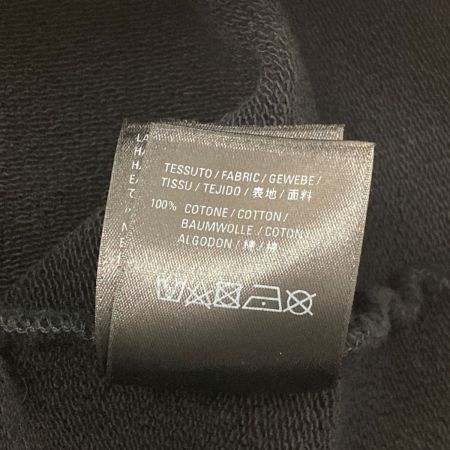 TESSUTO / FABRIC / GEWEBE /
TISSU / TEJIDO / 表地 / 面料
100% COTONE / COTTON /
BAUMWOLLE / COTON /
ALGODON / 綿 / 棉